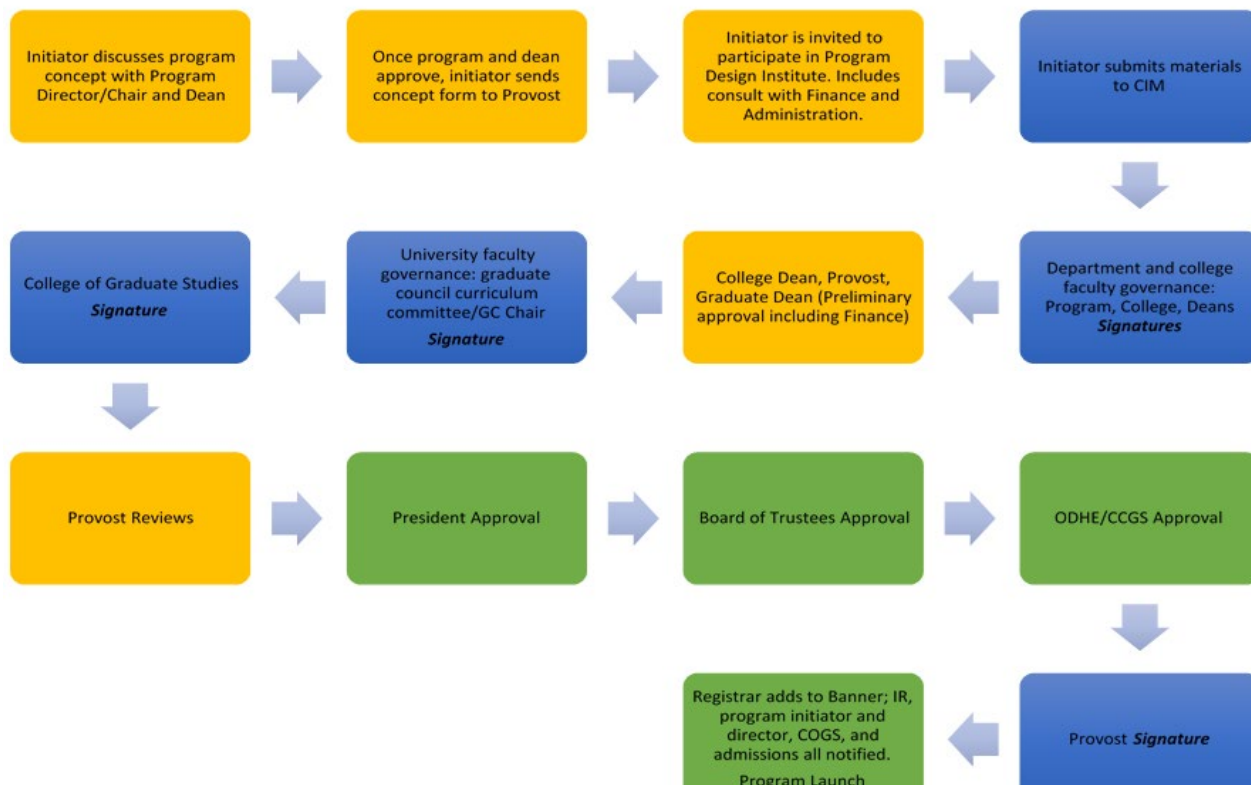 Initiator discusses program
concept with Program
Director/Chair and Dean
Once program and dean
approve, initiator sends
concept form to Provost
Initiator is invited to
participate in Program
Design Institute. Includes
consult with Finance and
Administration.
Initiator submits materials
to CIM
Department and college
faculty governance:
Program, College, Deans
Signatures
College Dean, Provost,
Graduate Dean (Preliminary
approval including Finance)
University faculty
governance: graduate
council curriculum
committee/GC Chair
Signature
College of Graduate Studies
Signature
Provost Reviews
President Approval
Board of Trustees Approval
ODHE/CCGS Approval
Provost Signature
Registrar adds to Banner; IR,
program initiator and
director, COGS, and
admissions all notified.
Program Launch